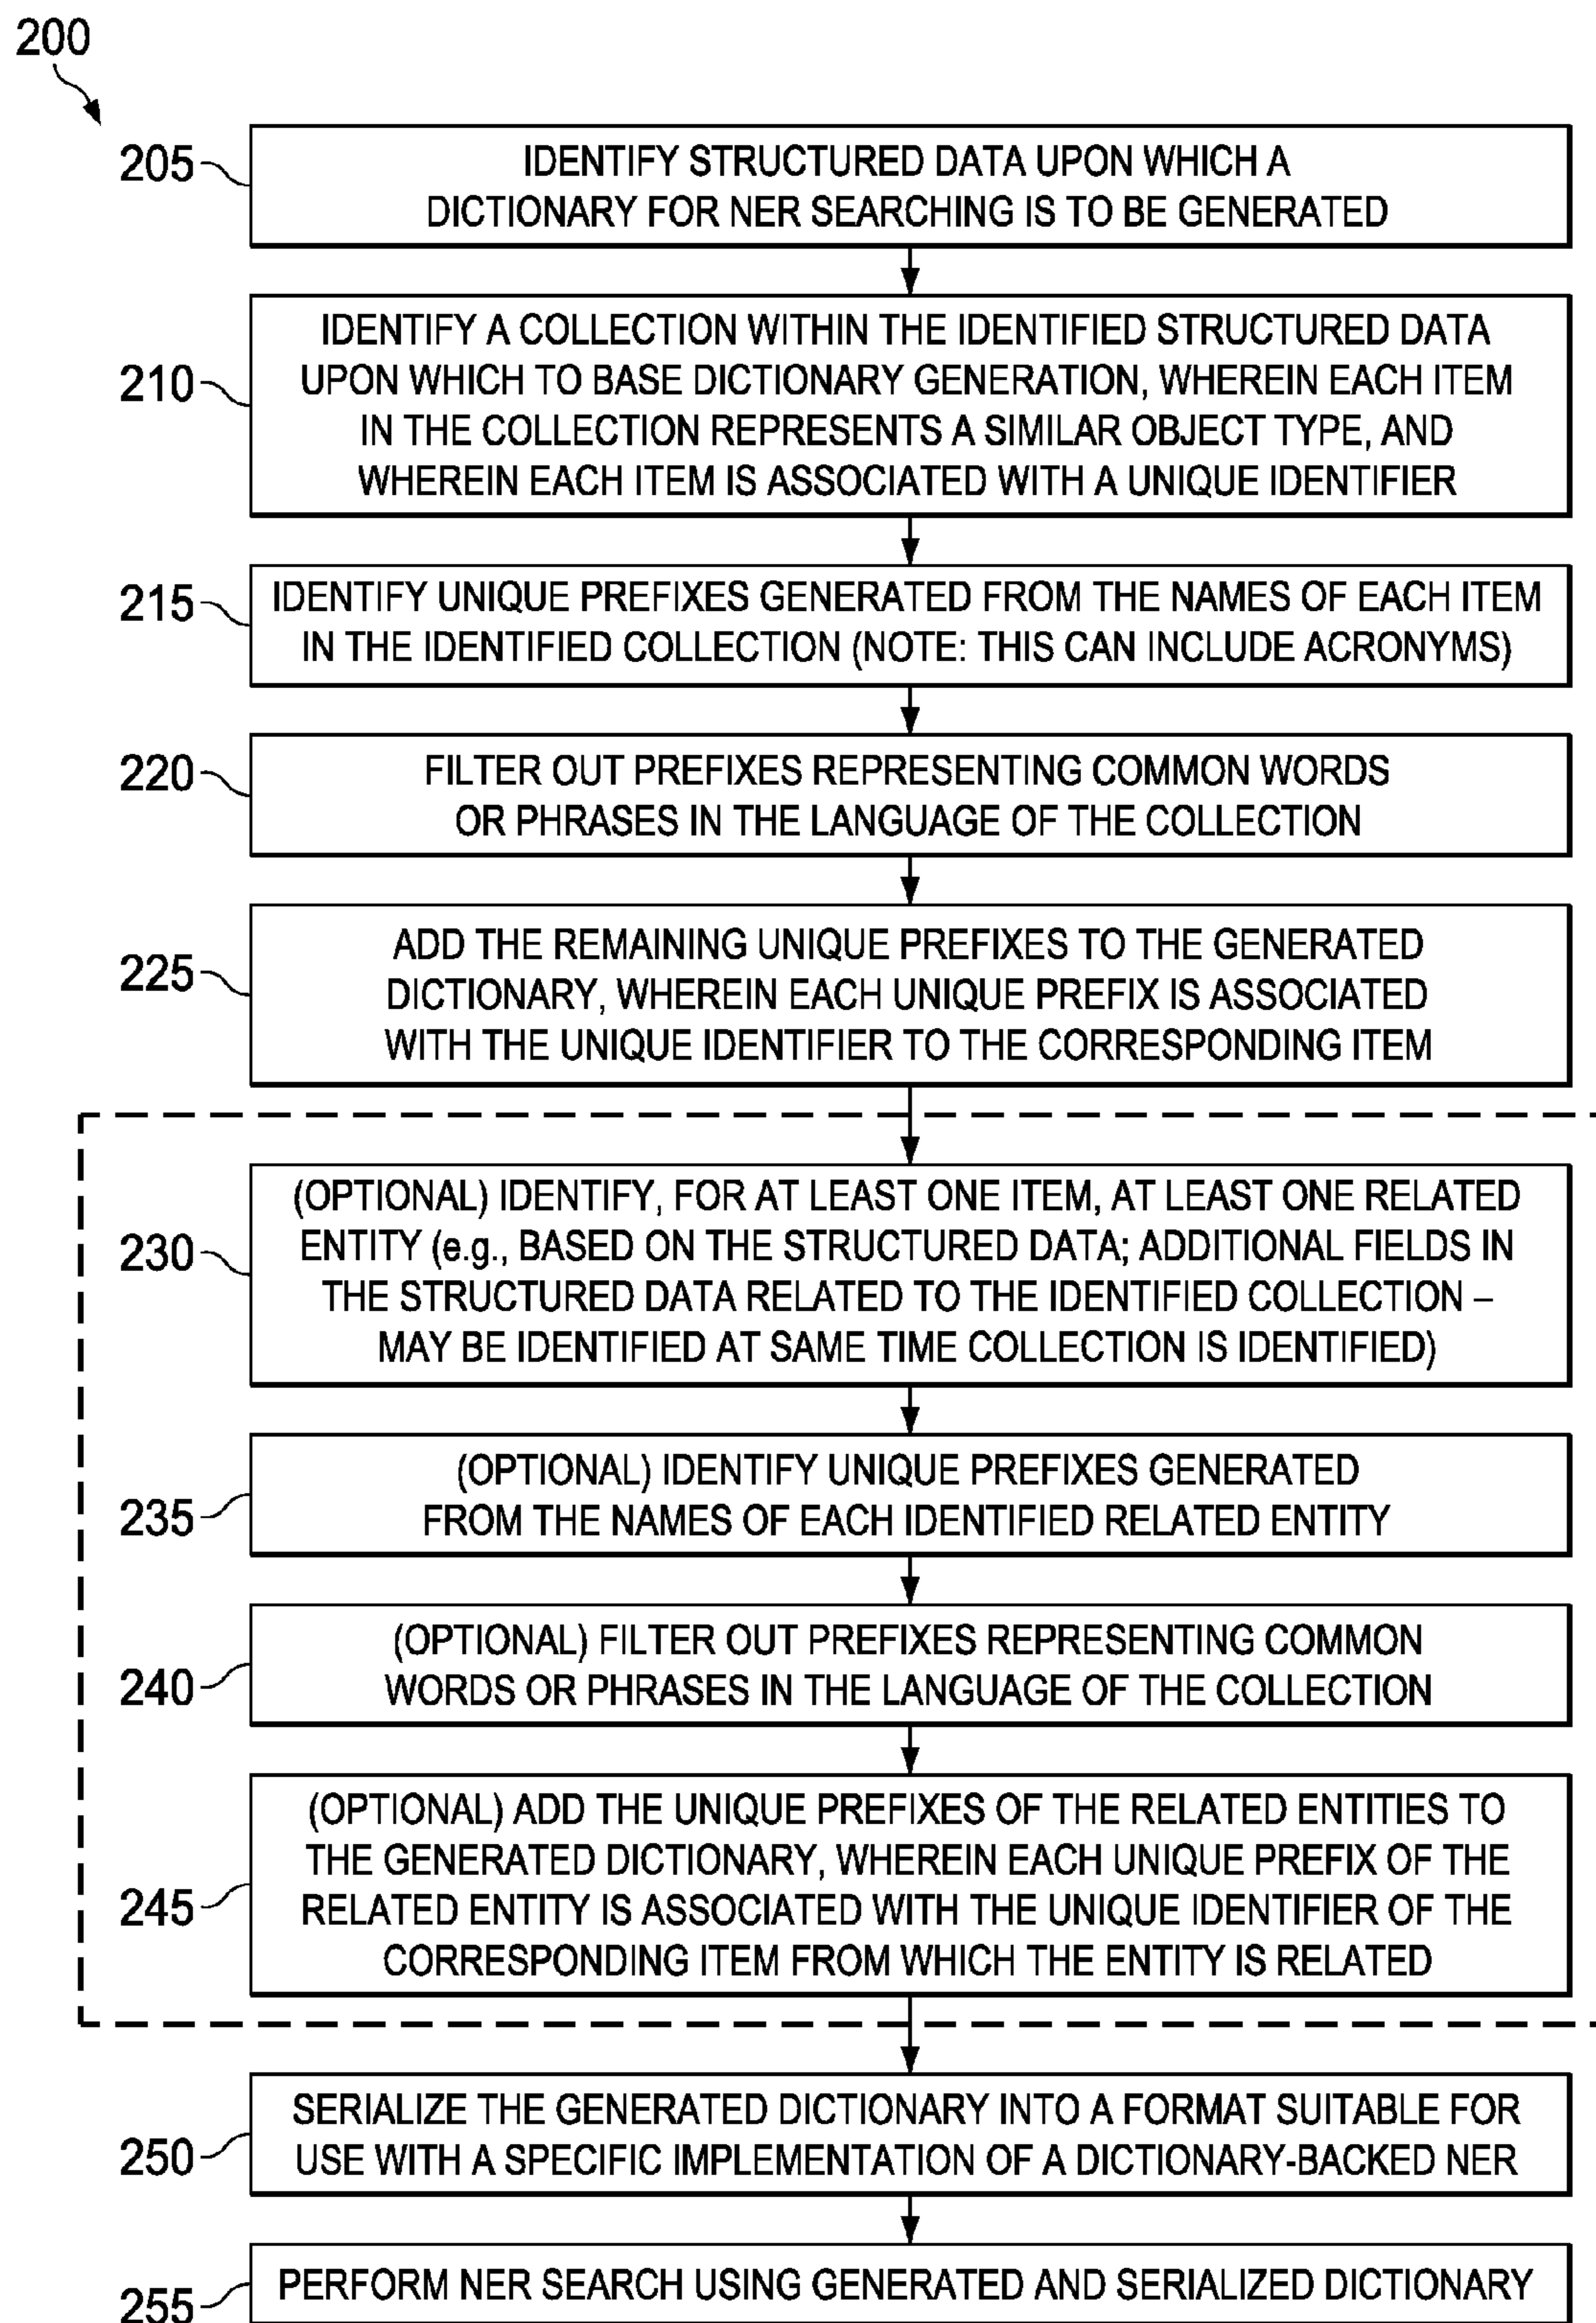 200
205
IDENTIFY STRUCTURED DATA UPON WHICH A
DICTIONARY FOR NER SEARCHING IS TO BE GENERATED
210
IDENTIFY A COLLECTION WITHIN THE IDENTIFIED STRUCTURED DATA
UPON WHICH TO BASE DICTIONARY GENERATION, WHEREIN EACH ITEM
IN THE COLLECTION REPRESENTS A SIMILAR OBJECT TYPE, AND
WHEREIN EACH ITEM IS ASSOCIATED WITH A UNIQUE IDENTIFIER
215
IDENTIFY UNIQUE PREFIXES GENERATED FROM THE NAMES OF EACH ITEM
IN THE IDENTIFIED COLLECTION (NOTE: THIS CAN INCLUDE ACRONYMS)
220
FILTER OUT PREFIXES REPRESENTING COMMON WORDS
OR PHRASES IN THE LANGUAGE OF THE COLLECTION
225
ADD THE REMAINING UNIQUE PREFIXES TO THE GENERATED
DICTIONARY, WHEREIN EACH UNIQUE PREFIX IS ASSOCIATED
WITH THE UNIQUE IDENTIFIER TO THE CORRESPONDING ITEM
230
(OPTIONAL) IDENTIFY, FOR AT LEAST ONE ITEM, AT LEAST ONE RELATED
ENTITY (e.g., BASED ON THE STRUCTURED DATA; ADDITIONAL FIELDS IN
THE STRUCTURED DATA RELATED TO THE IDENTIFIED COLLECTION –
MAY BE IDENTIFIED AT SAME TIME COLLECTION IS IDENTIFIED)
235
(OPTIONAL) IDENTIFY UNIQUE PREFIXES GENERATED
FROM THE NAMES OF EACH IDENTIFIED RELATED ENTITY
240
(OPTIONAL) FILTER OUT PREFIXES REPRESENTING COMMON
WORDS OR PHRASES IN THE LANGUAGE OF THE COLLECTION
245
(OPTIONAL) ADD THE UNIQUE PREFIXES OF THE RELATED ENTITIES TO
THE GENERATED DICTIONARY, WHEREIN EACH UNIQUE PREFIX OF THE
RELATED ENTITY IS ASSOCIATED WITH THE UNIQUE IDENTIFIER OF THE
CORRESPONDING ITEM FROM WHICH THE ENTITY IS RELATED
250
SERIALIZE THE GENERATED DICTIONARY INTO A FORMAT SUITABLE FOR
USE WITH A SPECIFIC IMPLEMENTATION OF A DICTIONARY-BACKED NER
255
PERFORM NER SEARCH USING GENERATED AND SERIALIZED DICTIONARY